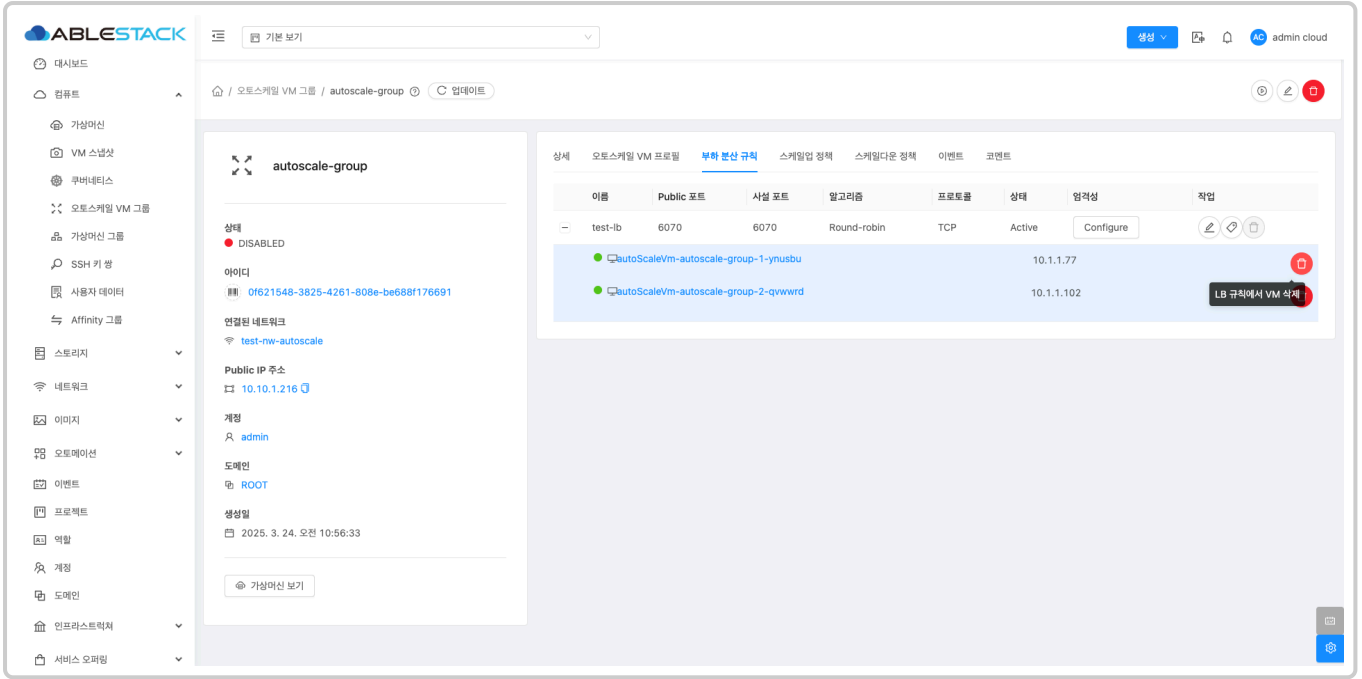 ABLESTACK
기본 보기
생성
AC admin cloud
대시보드
컴퓨트
가상머신
VM 스냅샷
쿠버네티스
오토스케일 VM 그룹
가상머신 그룹
SSH 키 쌍
사용자 데이터
Affinity 그룹
스토리지
네트워크
이미지
오토메이션
이벤트
프로젝트
역할
계정
도메인
인프라스트럭쳐
서비스 오퍼링
/ 오토스케일 VM 그룹 / autoscale-group 업데이트
autoscale-group
상태
DISABLED
아이디
0f621548-3825-4261-808e-be688f176691
연결된 네트워크
test-nw-autoscale
Public IP 주소
10.10.1.216
계정
admin
도메인
ROOT
생성일
2025. 3. 24. 오전 10:56:33
가상머신 보기
상세 오토스케일 VM 프로필 부하 분산 규칙 스케일업 정책 스케일다운 정책 이벤트 코멘트
이름 Public 포트 사설 포트 알고리즘 프로토콜 상태 엄격성 작업
test-lb 6070 6070 Round-robin TCP Active Configure
autoScaleVm-autoscale-group-1-ynusbu 10.1.1.77
autoScaleVm-autoscale-group-2-qvwwrd 10.1.1.102
LB 규칙에서 VM 삭제